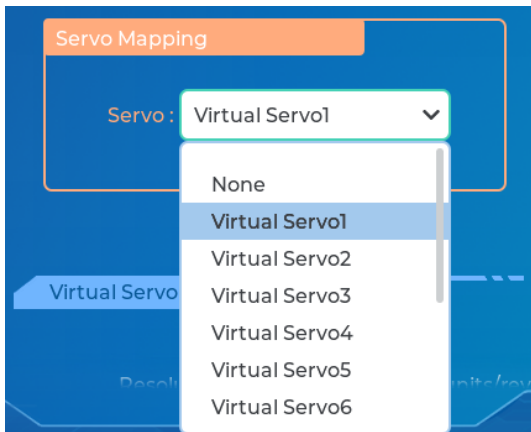 Servo Mapping
Servo : Virtual Servo1
None
Virtual Servo1
Virtual Servo2
Virtual Servo3
Virtual Servo4
Virtual Servo5
Virtual Servo6
Virtual Servo